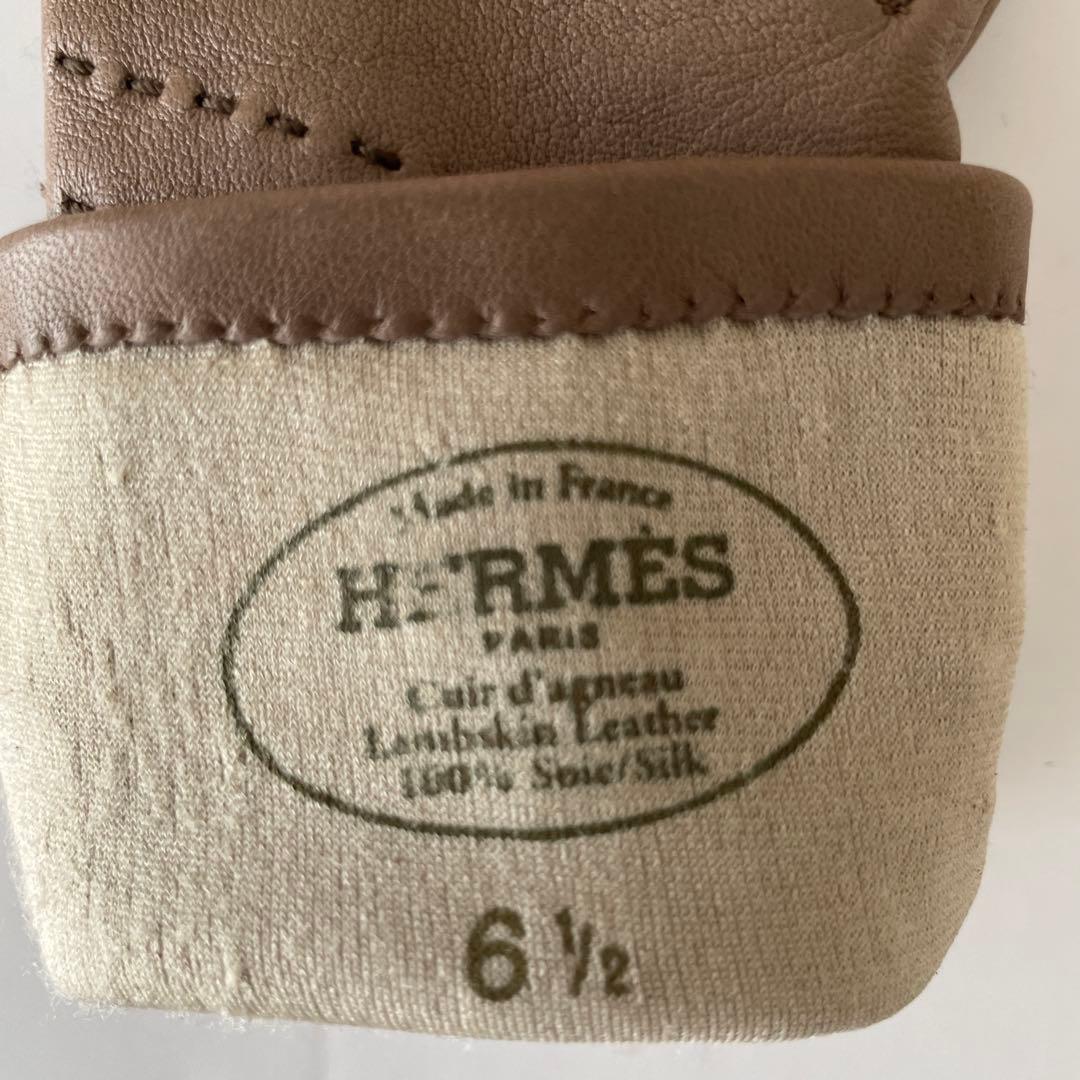 Made in France
HERMÈS
PARIS
Cuir d'agneau
Lambskin Leather
100% Soie/Silk
6 1/2